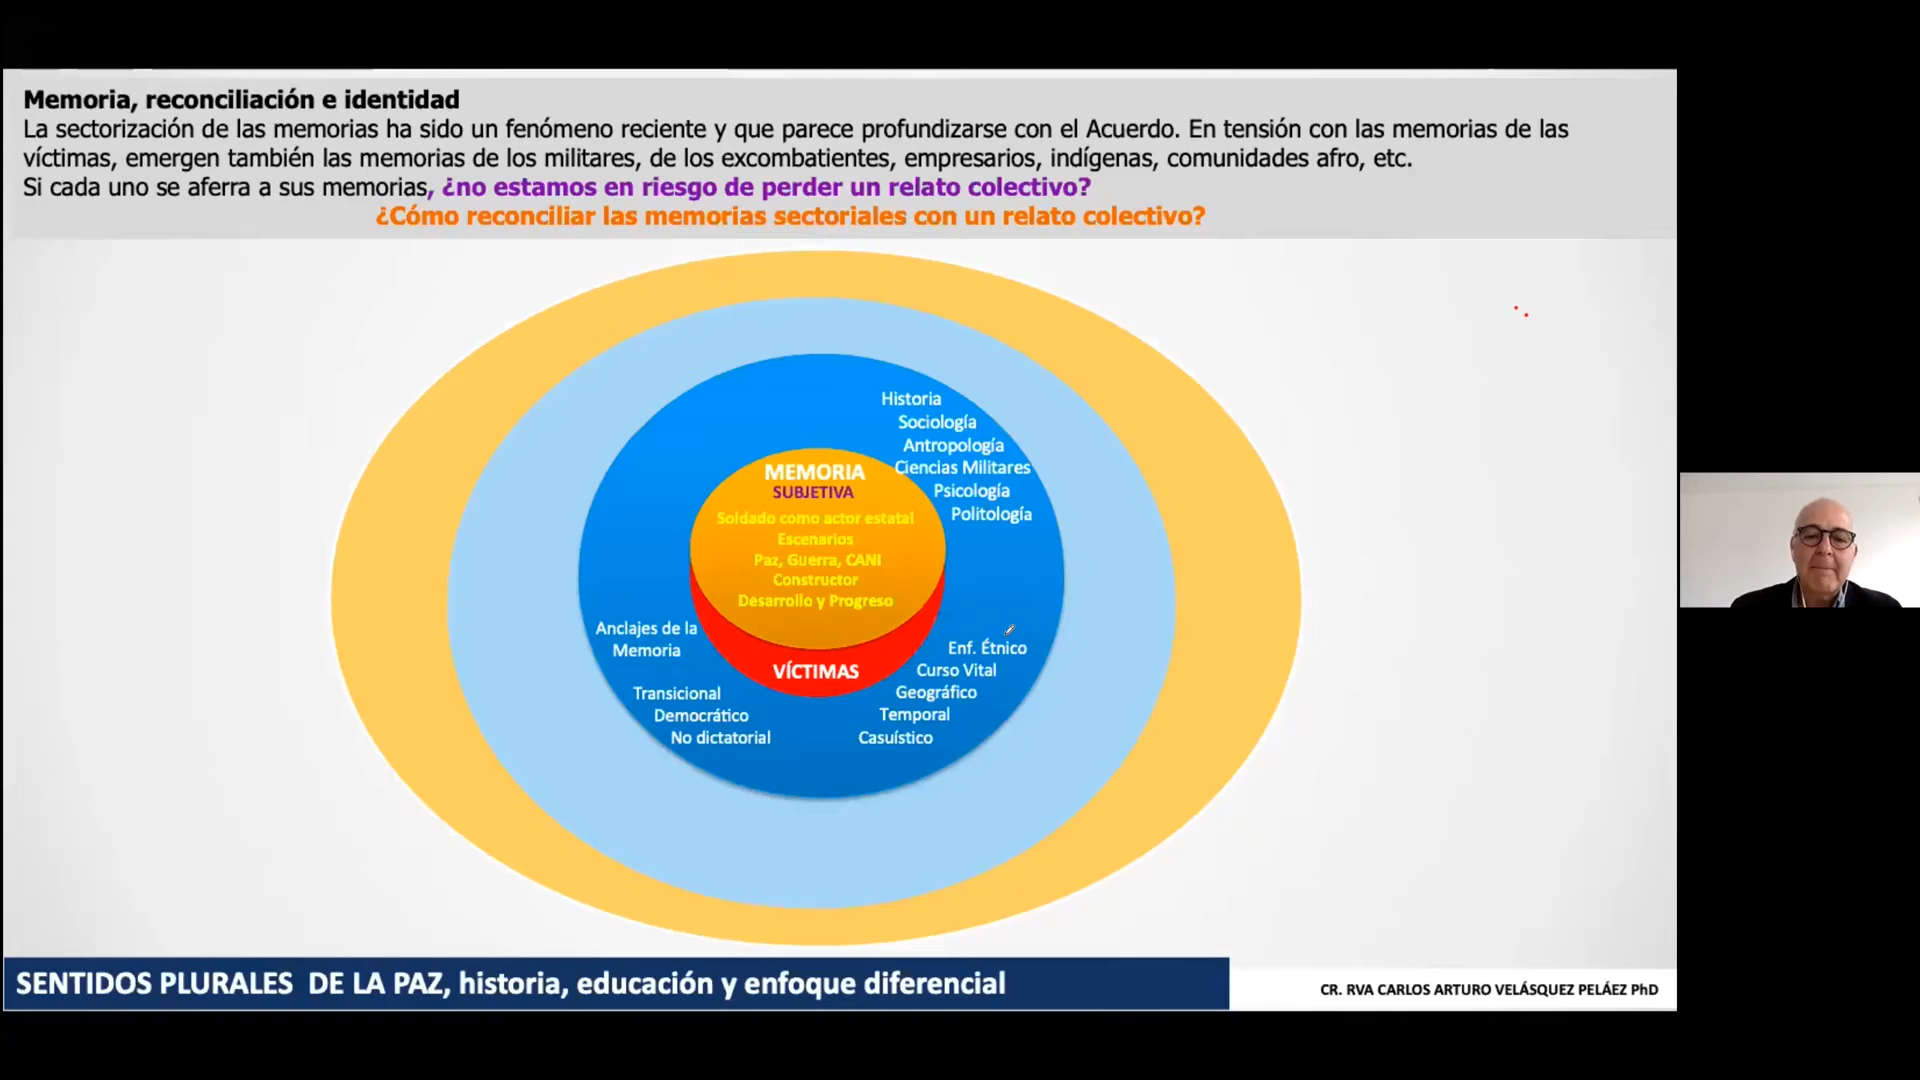 Memoria, reconciliación e identidad
La sectorización de las memorias ha sido un fenómeno reciente y que parece profundizarse con el Acuerdo. En tensión con las memorias de las
víctimas, emergen también las memorias de los militares, de los excombatientes, empresarios, indígenas, comunidades afro, etc.
Si cada uno se aferra a sus memorias, ¿no estamos en riesgo de perder un relato colectivo?
¿Cómo reconciliar las memorias sectoriales con un relato colectivo?
Historia
Sociología
Antropología
Ciencias Militares
Psicología
Politología
MEMORIA
SUBJETIVA
Soldado como actor estatal
Escenarios
Paz, Guerra, CANI
Constructor
Desarrollo y Progreso
VÍCTIMAS
Anclajes de la
Memoria
Transicional
Democrático
No dictatorial
Enf. Étnico
Curso Vital
Geográfico
Temporal
Casuístico
SENTIDOS PLURALES DE LA PAZ, historia, educación y enfoque diferencial
CR. RVA CARLOS ARTURO VELÁSQUEZ PELÁEZ PhD